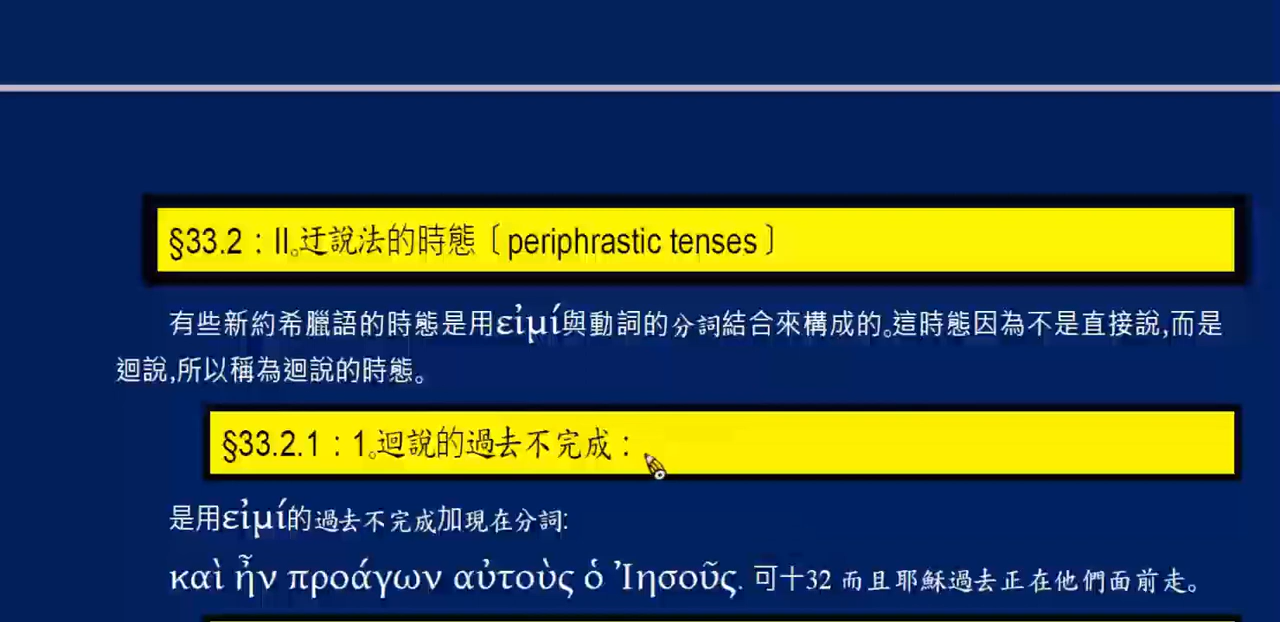 §33.2：II。迂說法的時態〔periphrastic tenses〕
有些新約希臘語的時態是用εἰμί與動詞的分詞結合來構成的。這時態因為不是直接說,而是
迴說,所以稱為迴說的時態。
§33.2.1：1。迴說的過去不完成：
是用εἰμί的過去不完成加現在分詞:
καὶ ἦν προάγων αὐτοὺς ὁ Ἰησοῦς. 可十32 而且耶穌過去正在他們面前走。